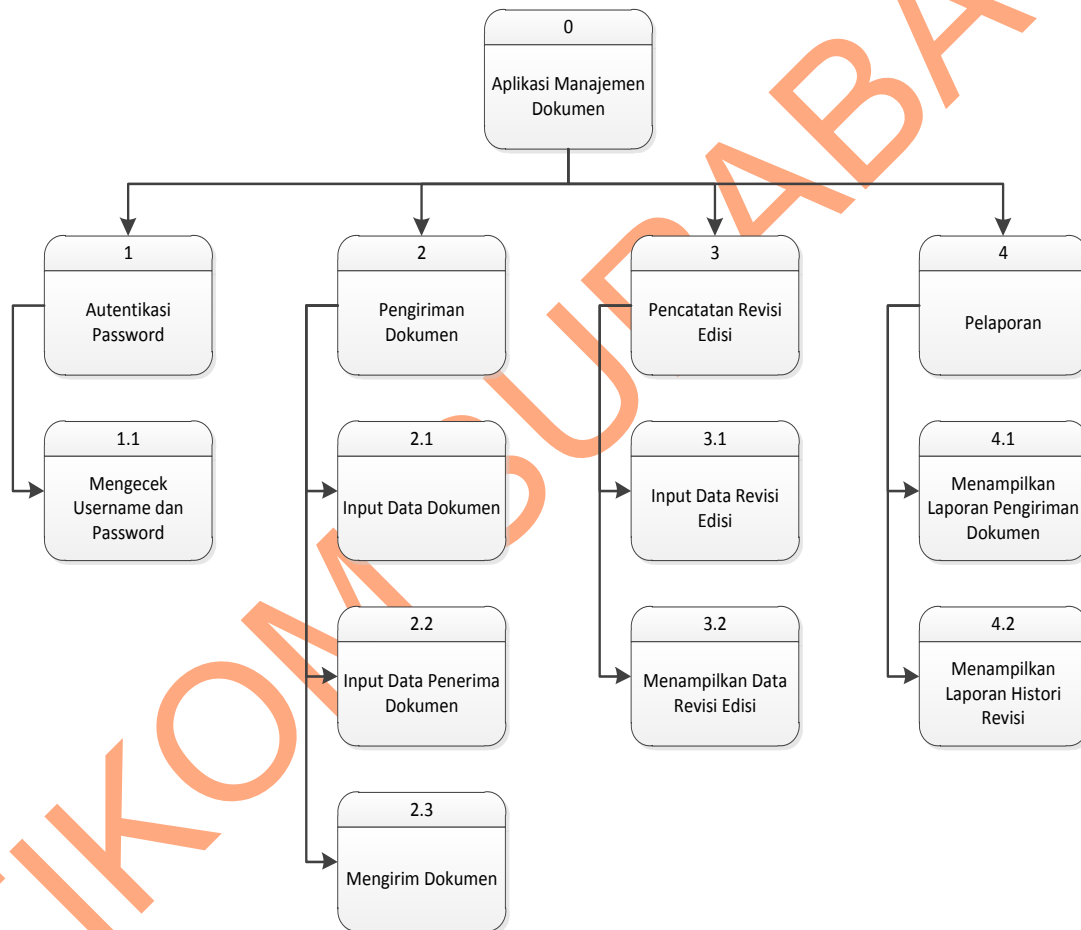 0
Aplikasi Manajemen
Dokumen
1
Autentikasi
Password
2
Pengiriman
Dokumen
3
Pencatatan Revisi
Edisi
4
Pelaporan
1.1
Mengecek
Username dan
Password
2.1
Input Data Dokumen
3.1
Input Data Revisi
Edisi
4.1
Menampilkan
Laporan Pengiriman
Dokumen
2.2
Input Data Penerima
Dokumen
3.2
Menampilkan Data
Revisi Edisi
4.2
Menampilkan
Laporan Histori
Revisi
2.3
Mengirim Dokumen
TIKOM SURABA